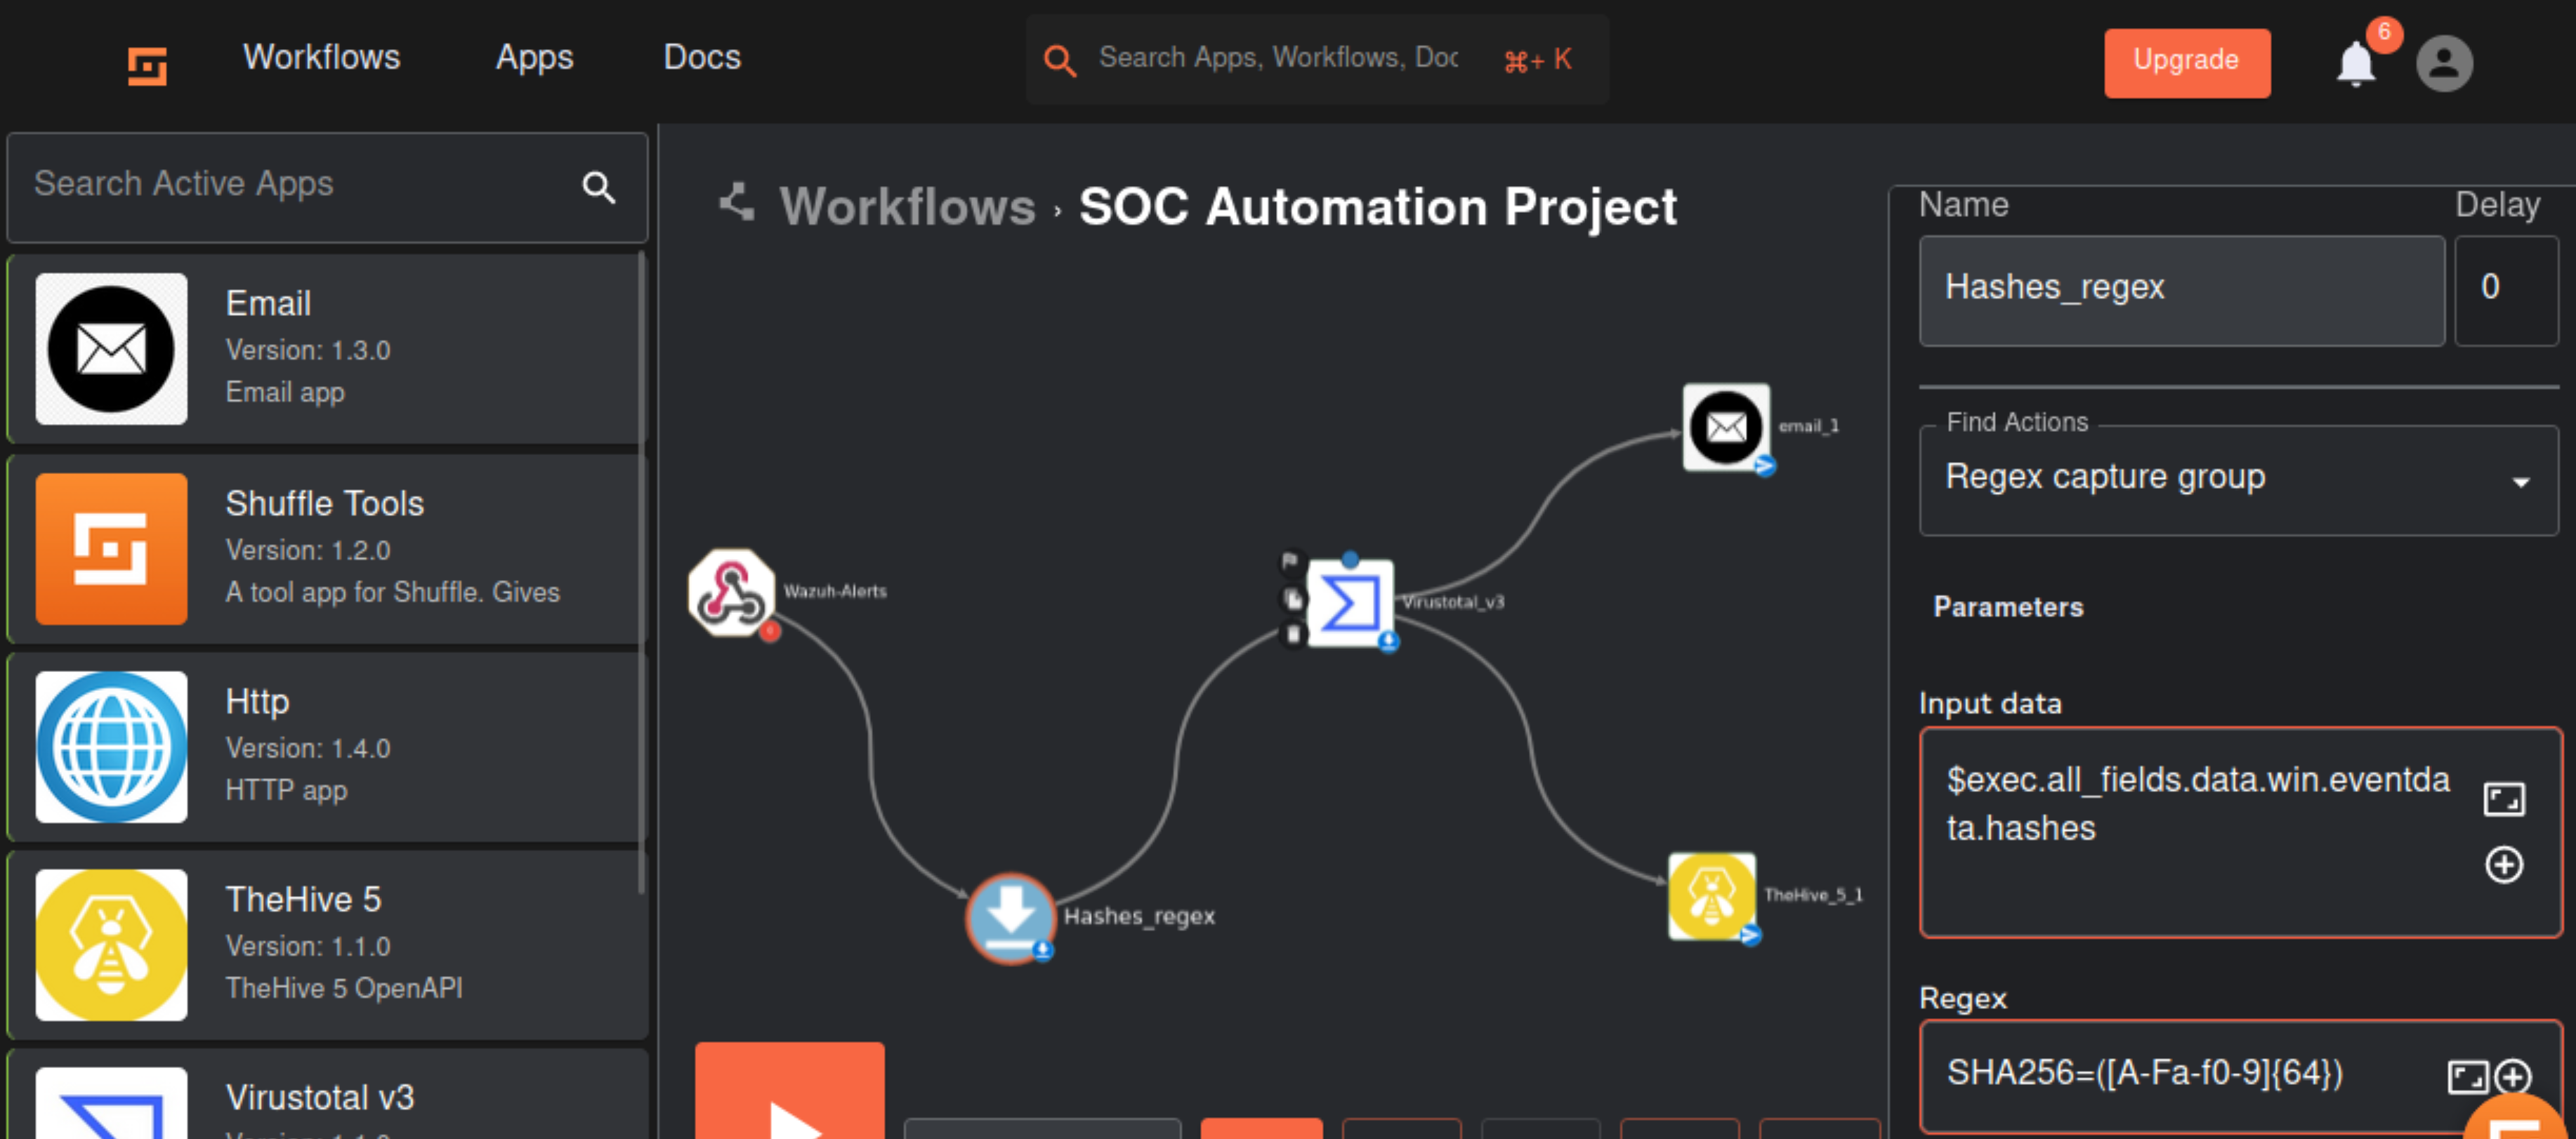 Workflows Apps Docs
Search Apps, Workflows, Doc
⌘+ K
Upgrade
6
Search Active Apps
Email
Version: 1.3.0
Email app
Shuffle Tools
Version: 1.2.0
A tool app for Shuffle. Gives
Http
Version: 1.4.0
HTTP app
TheHive 5
Version: 1.1.0
TheHive 5 OpenAPI
Virustotal v3
Workflows › SOC Automation Project
email_1
Wazuh-Alerts
Virustotal_v3
TheHive_5_1
Hashes_regex
Name
Delay
Hashes_regex
0
Find Actions
Regex capture group
Parameters
Input data
$exec.all_fields.data.win.eventda
ta.hashes
Regex
SHA256=([A-Fa-f0-9]{64})